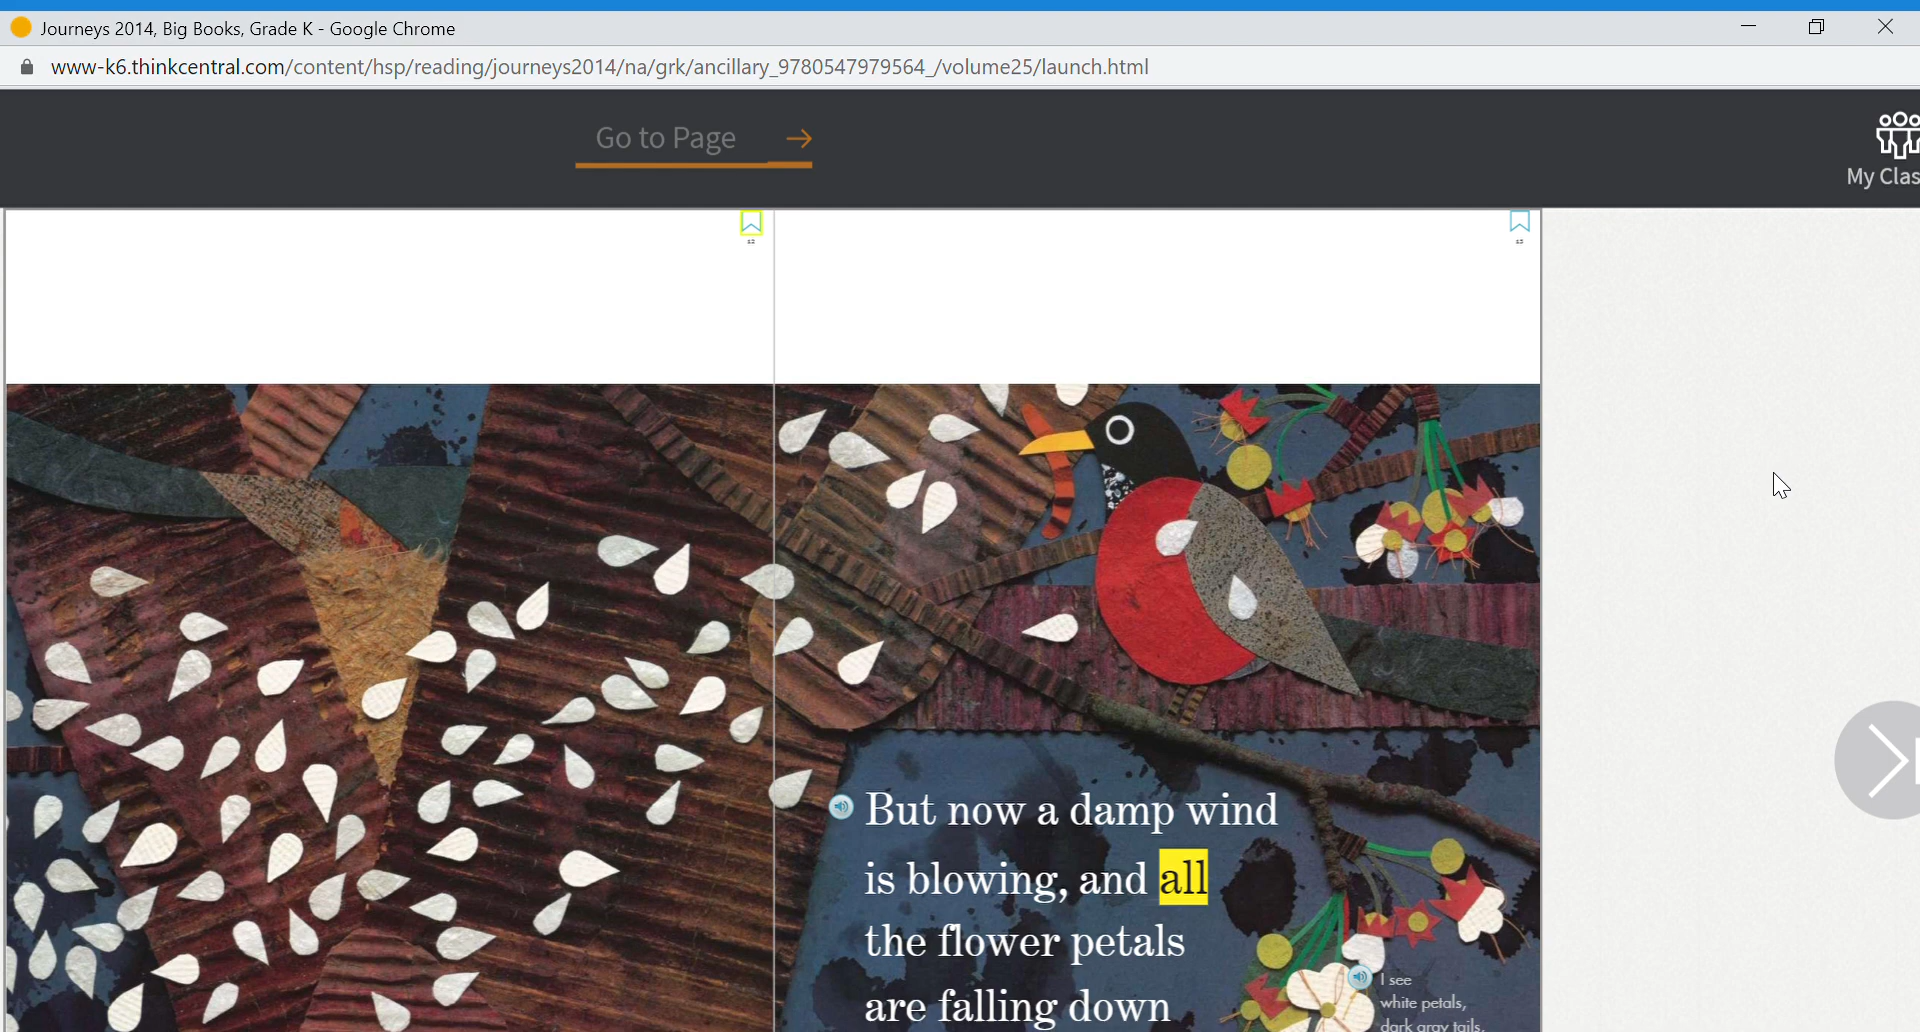 Journeys 2014, Big Books, Grade K - Google Chrome
www-k6.thinkcentral.com/content/hsp/reading/journeys2014/na/grk/ancillary_9780547979564_/volume25/launch.html
Go to Page
My Clas
12
13
But now a damp wind
is blowing, and all
the flower petals
are falling down
I see
white petals,
dark gray tails,